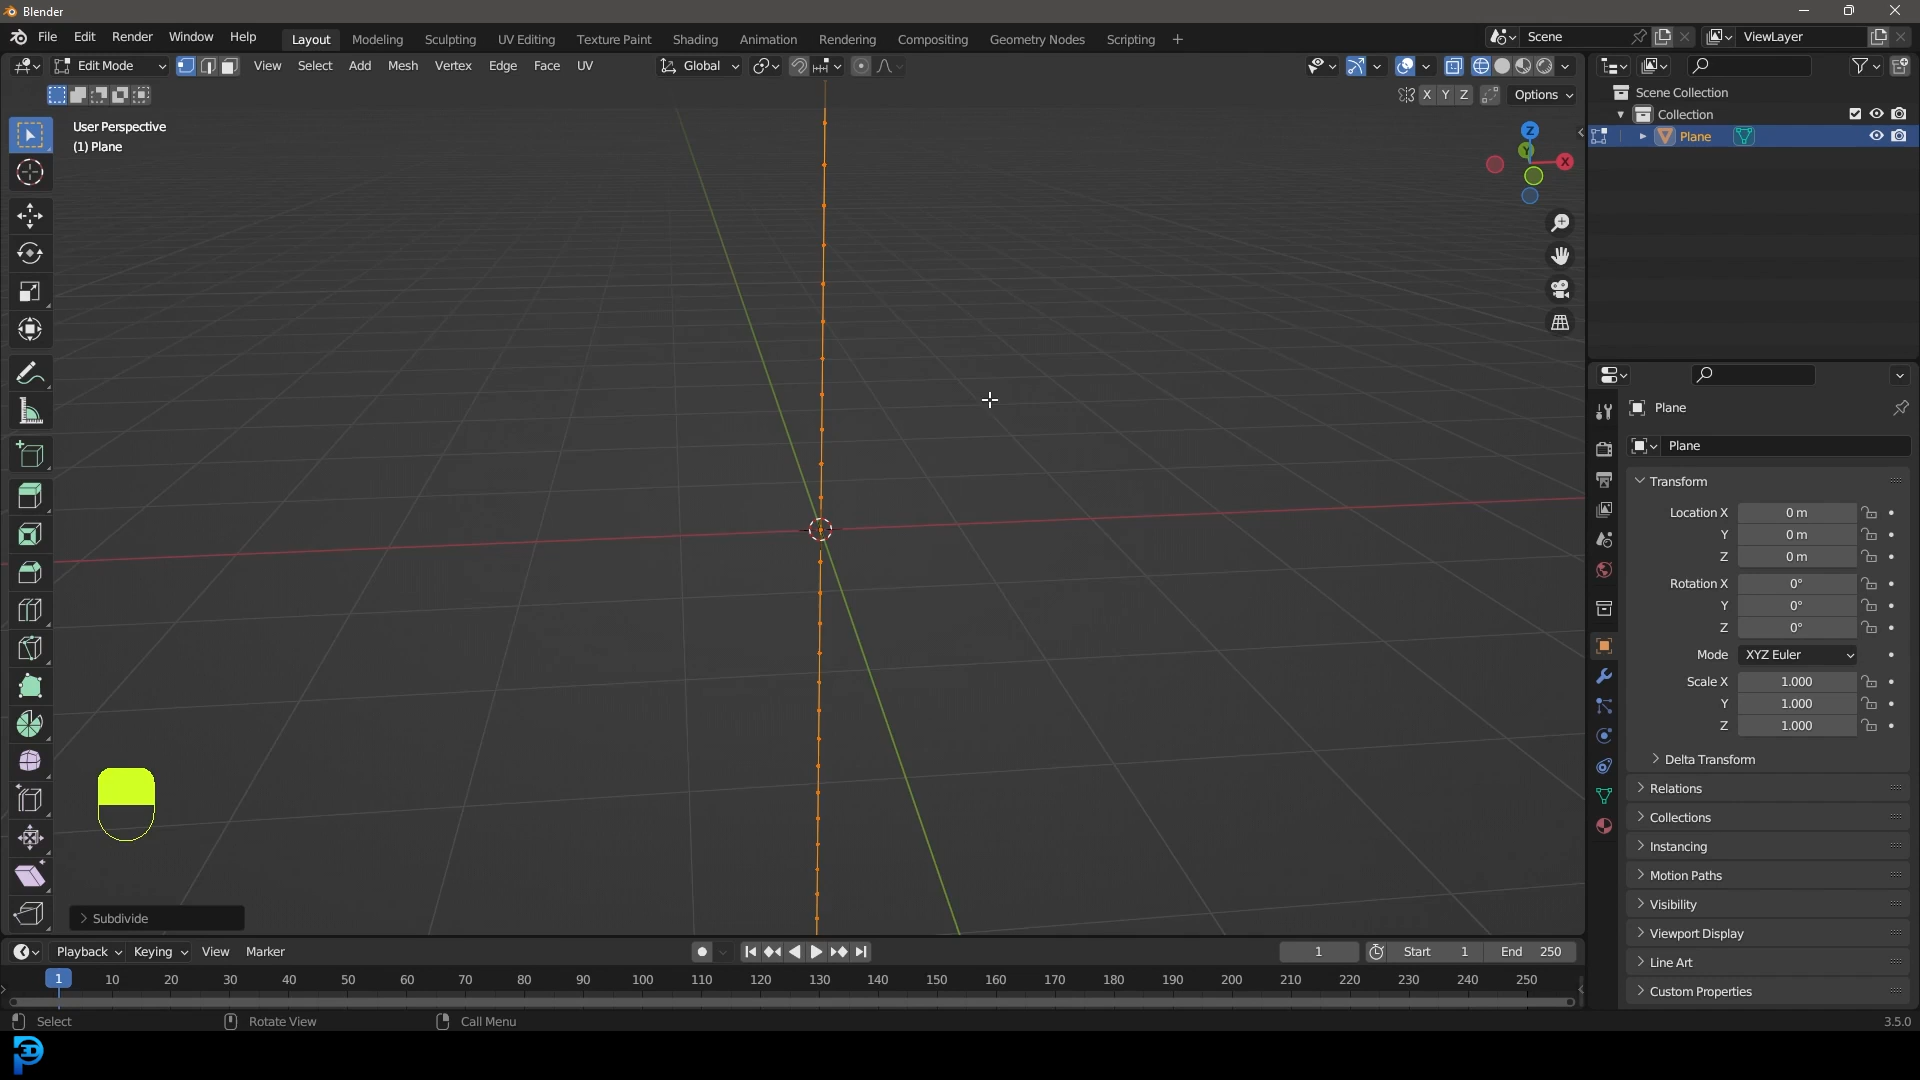 Blender
File Edit Render Window Help Layout Modeling Sculpting UV Editing Texture Paint Shading Animation Rendering Compositing Geometry Nodes Scripting + Scene ViewLayer
Edit Mode View Select Add Mesh Vertex Edge Face UV Global
X Y Z Options
User Perspective
(1) Plane
Z
Y
X
Scene Collection
Collection
Plane
Plane
Plane
Transform
Location X 0 m
Y 0 m
Z 0 m
Rotation X 0°
Y 0°
Z 0°
Mode XYZ Euler
Scale X 1.000
Y 1.000
Z 1.000
Delta Transform
Relations
Collections
Instancing
Motion Paths
Visibility
Viewport Display
Line Art
Custom Properties
Subdivide
Playback Keying View Marker 1 Start 1 End 250
1 10 20 30 40 50 60 70 80 90 100 110 120 130 140 150 160 170 180 190 200 210 220 230 240 250
Select Rotate View Call Menu 3.5.0